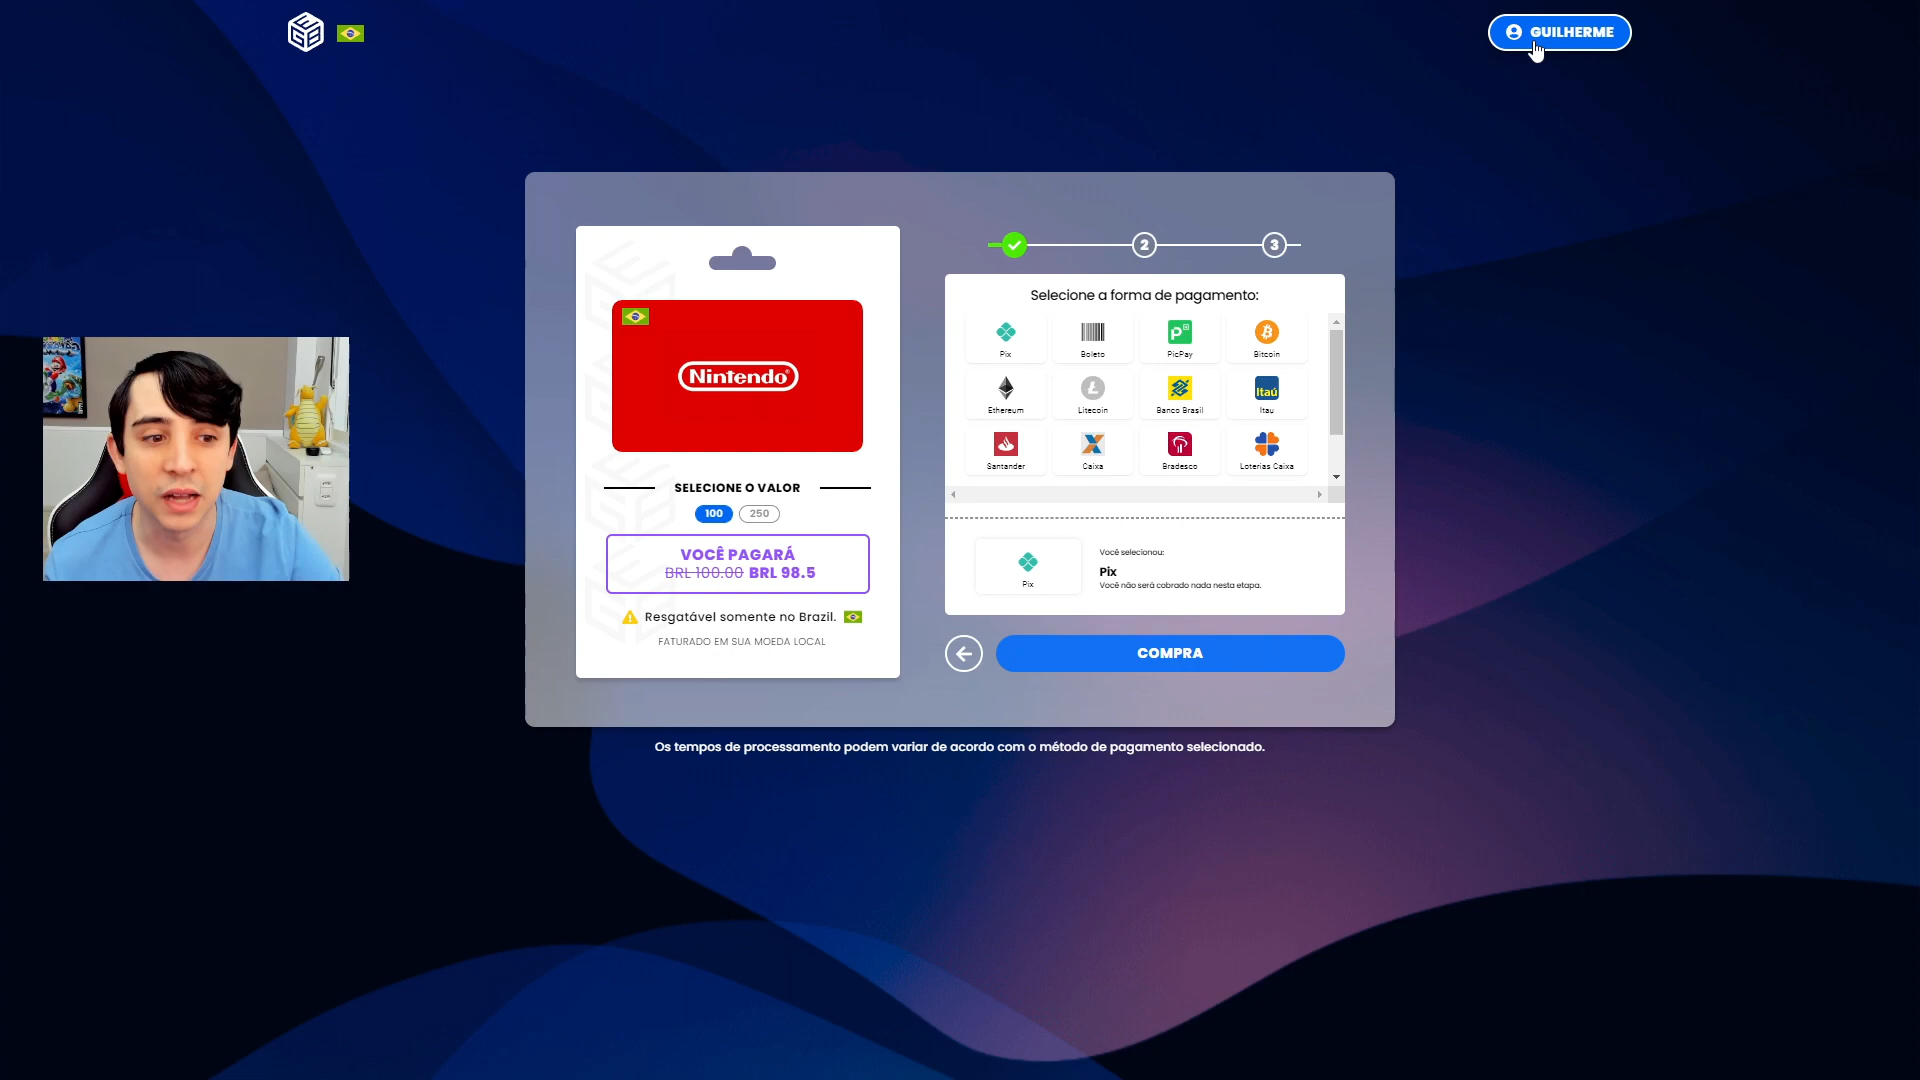 GUILHERME
Nintendo
SELECIONE O VALOR
100 250
VOCÊ PAGARÁ
BRL 100.00 BRL 98.5
Resgatável somente no Brazil.
FATURADO EM SUA MOEDA LOCAL
2 3
Selecione a forma de pagamento:
Pix Boleto PicPay Bitcoin
Ethereum Litecoin Banco Brasil Itau
Santander Caixa Bradesco Loterias Caixa
Pix
Você selecionou:
Pix
Você não será cobrado nada nesta etapa.
COMPRA
Os tempos de processamento podem variar de acordo com o método de pagamento selecionado.